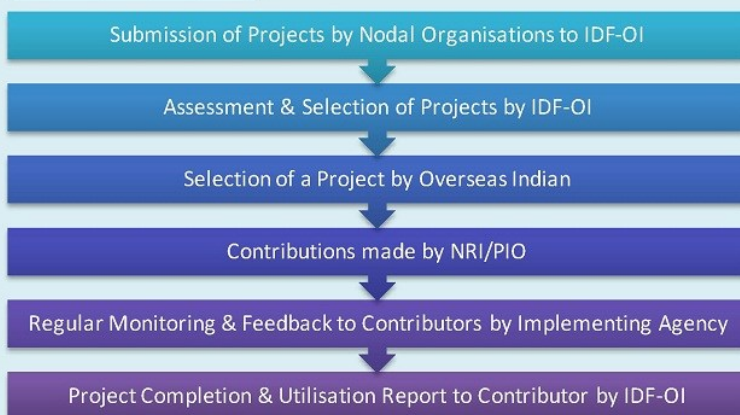 Submission of Projects by Nodal Organisations to IDF-OI
Assessment & Selection of Projects by IDF-OI
Selection of a Project by Overseas Indian
Contributions made by NRI/PIO
Regular Monitoring & Feedback to Contributors by Implementing Agency
Project Completion & Utilisation Report to Contributor by IDF-OI